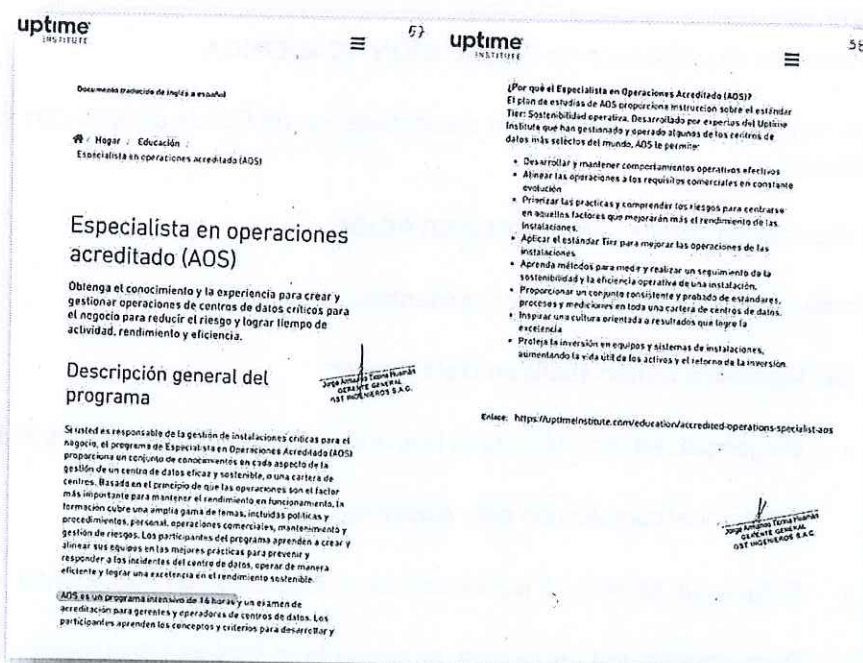 uptime
INSTITUTE
57
Documento traducido de inglés a español
Hogar / Educación /
Especialista en operaciones acreditado (AOS)
Especialista en operaciones
acreditado (AOS)
Obtenga el conocimiento y la experiencia para crear y
gestionar operaciones de centros de datos críticos para
el negocio para reducir el riesgo y lograr tiempo de
actividad, rendimiento y eficiencia.
GERENTE GENERAL
GST INGENIEROS S.A.C.
Descripción general del
programa
Si usted es responsable de la gestión de instalaciones críticas para el
negocio, el programa de Especialista en Operaciones Acreditado (AOS)
proporciona un conjunto de conocimientos en cada aspecto de la
gestión de un centro de datos eficaz y sostenible, o una cartera de
centros. Basada en el principio de que las operaciones son el factor
más importante para mantener el rendimiento en funcionamiento, la
formación cubre una amplia gama de temas, incluidas políticas y
procedimientos, personal, operaciones comerciales, mantenimiento y
gestión de riesgos. Los participantes del programa aprenden a crear y
alinear sus equipos en las mejores prácticas para prevenir y
responder a los incidentes del centro de datos, operar de manera
eficiente y lograr una excelencia en el rendimiento sostenible.
AOS es un programa intensivo de 16 horas y un examen de
acreditación para gerentes y operadores de centros de datos. Los
participantes aprenden los conceptos y criterios para desarrollar y
uptime
INSTITUTE
58
¿Por qué el Especialista en Operaciones Acreditado (AOS)?
El plan de estudios de AOS proporciona instrucción sobre el estándar
Tier: Sostenibilidad operativa. Desarrollado por expertos del Uptime
Institute que han gestionado y operado algunos de los centros de
datos más selectos del mundo, AOS le permite:
• Desarrollar y mantener comportamientos operativos efectivos
• Alinear las operaciones a los requisitos comerciales en constante
evolución
• Priorizar las prácticas y comprender los riesgos para centrarse
en aquellos factores que mejorarán más el rendimiento de las
instalaciones.
• Aplicar el estándar Tier para mejorar las operaciones de las
instalaciones
• Aprenda métodos para medir y realizar un seguimiento de la
sostenibilidad y la eficiencia operativa de una instalación.
• Proporcionar un conjunto consistente y probado de estándares,
procesos y mediciones en toda una cartera de centros de datos.
• Inspirar una cultura orientada a resultados que logre la
excelencia
• Proteja la inversión en equipos y sistemas de instalaciones,
aumentando la vida útil de los activos y el retorno de la inversión
Enlace: https://uptimeinstitute.com/education/accredited-operations-specialist-aos
GERENTE GENERAL
GST INGENIEROS S.A.C.